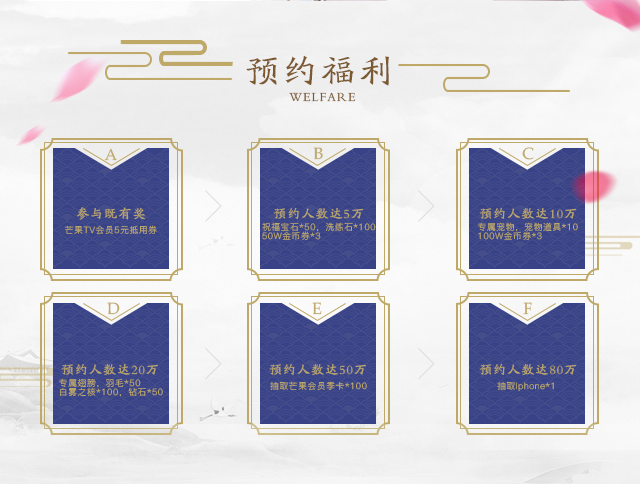 预约福利
WELFARE
A
参与既有奖
芒果TV会员5元抵用券
B
预约人数达5万
祝福宝石*50，洗练石*100
50W金币券*3
C
预约人数达10万
专属宠物，宠物道具*10
100W金币券*3
D
预约人数达20万
专属翅膀，羽毛*50
白雾之核*100，钻石*50
E
预约人数达50万
抽取芒果会员季卡*100
F
预约人数达80万
抽取Iphone*1